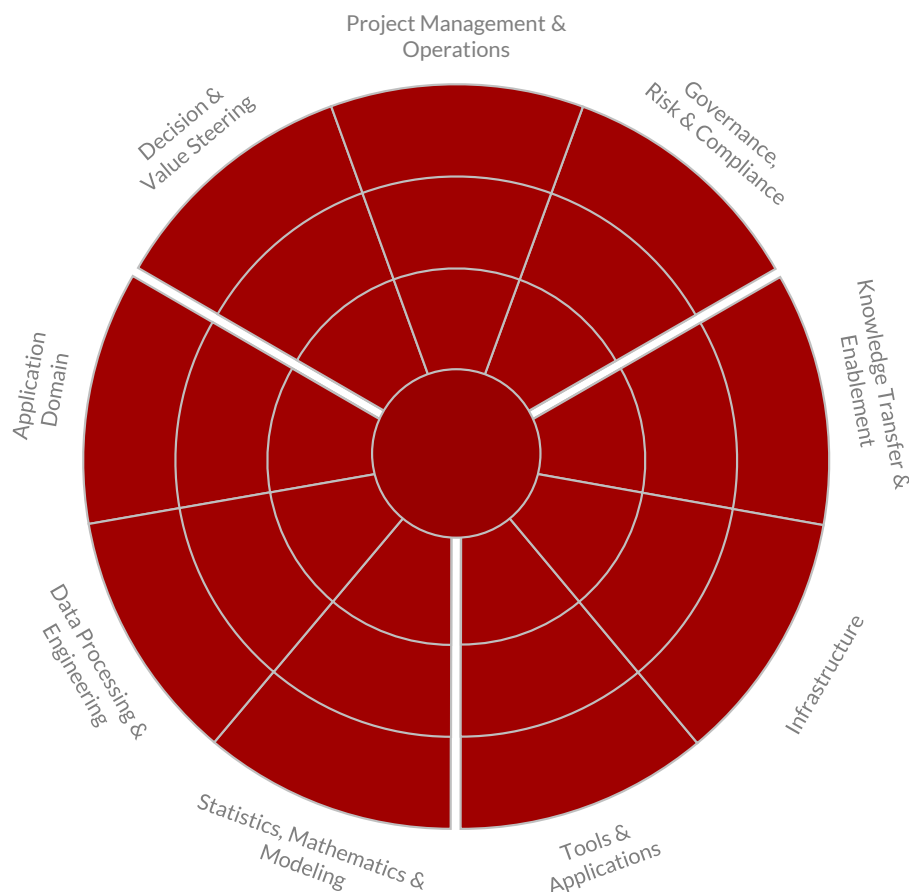 Project Management &
Operations
Governance,
Risk & Compliance
Knowledge Transfer &
Enablement
Infrastructure
Tools &
Applications
Statistics, Mathematics &
Modeling
Data Processing &
Engineering
Application
Domain
Decision &
Value Steering